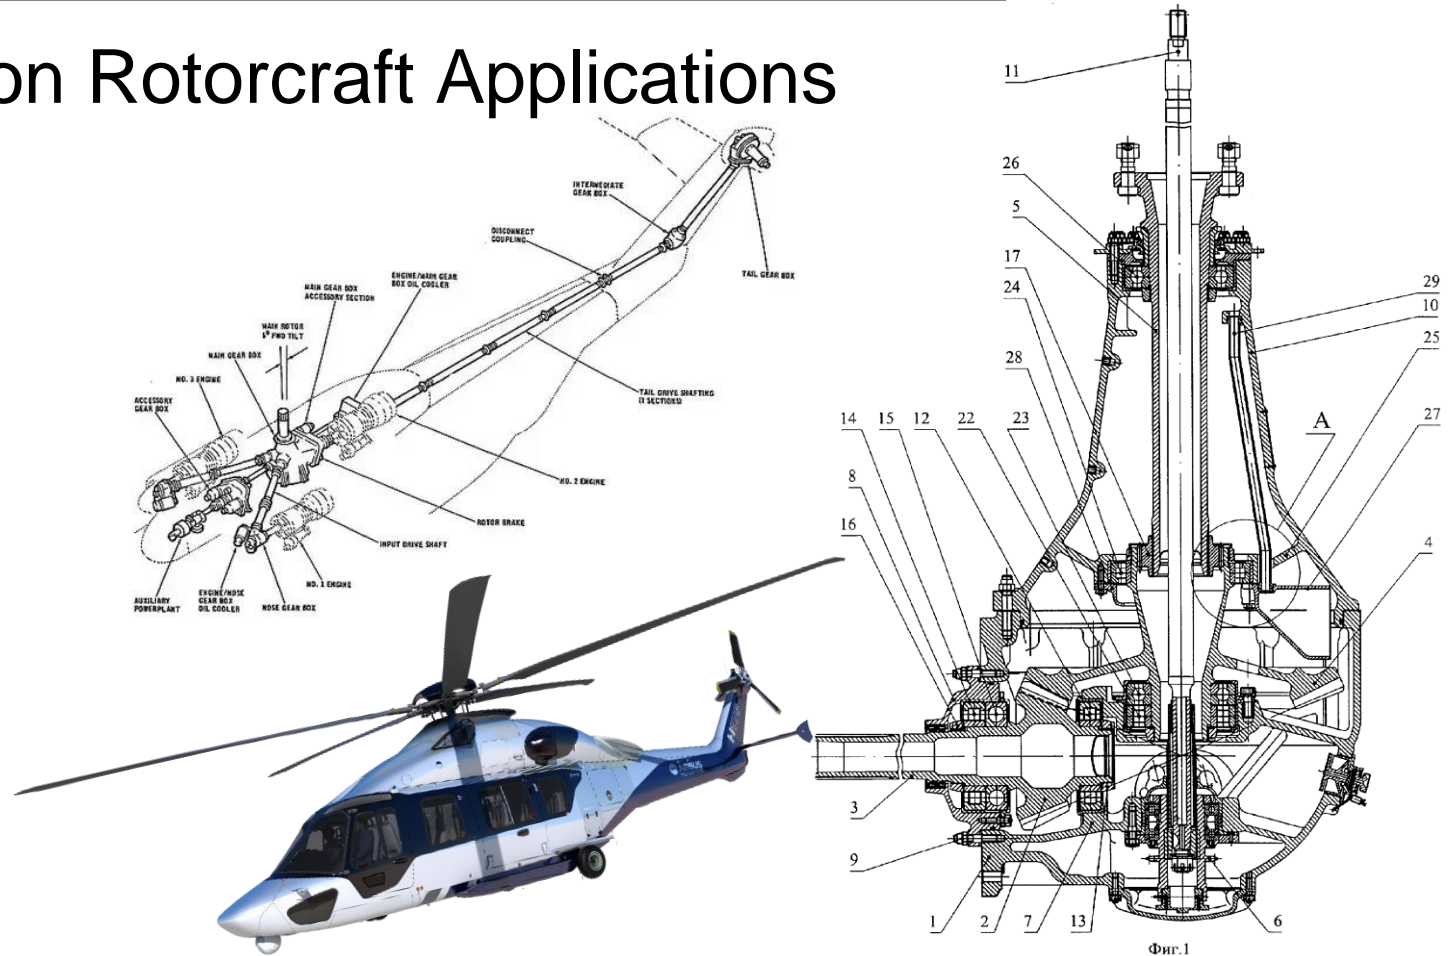 on Rotorcraft Applications
INTERMEDIATE
GEAR BOX
DISCONNECT
COUPLING
TAIL GEAR BOX
ENGINE/MAIN GEAR
BOX OIL COOLER
MAIN GEAR BOX
ACCESSORY SECTION
MAIN ROTOR
FWD TILT
MAIN GEAR BOX
NO. 3 ENGINE
ACCESSORY
GEAR BOX
TAIL DRIVE SHAFTING
NO. 2 ENGINE
ROTOR BRAKE
INPUT DRIVE SHAFT
NO. 1 ENGINE
AUXILIARY
POWERPLANT
ENGINE/NOSE
GEAR BOX
OIL COOLER
NOSE GEAR BOX
11
26
5
17
24
28
29
10
25
14
15
12
22
23
A
27
8
16
4
3
9
1
2
7
13
6
Фиг.1